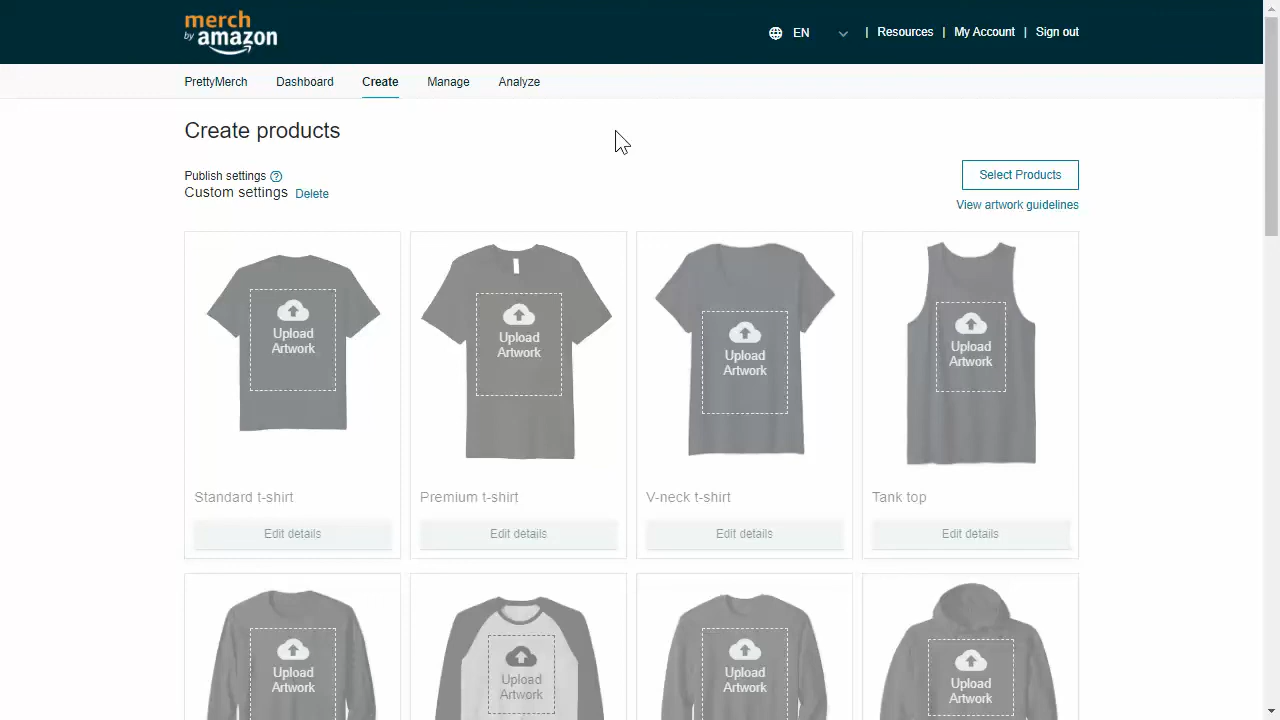 merch
by amazon
EN
| Resources | My Account | Sign out
PrettyMerch Dashboard Create Manage Analyze
Create products
Publish settings
Custom settings Delete
Select Products
View artwork guidelines
Upload
Artwork
Upload
Artwork
Upload
Artwork
Upload
Artwork
Standard t-shirt
Premium t-shirt
V-neck t-shirt
Tank top
Edit details
Edit details
Edit details
Edit details
Upload
Artwork
Upload
Artwork
Upload
Artwork
Upload
Artwork